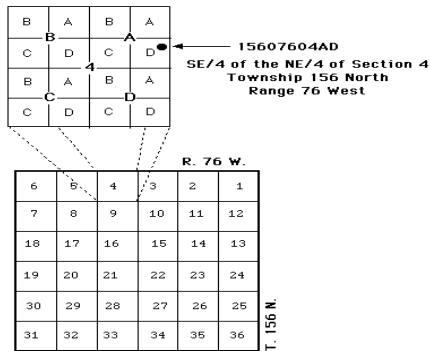 B A B A
B A
C D C D
15607604AD
4
SE/4 of the NE/4 of Section 4
Township 156 North
Range 76 West
B A B A
C D
C D C D
R. 76 W.
6 5 4 3 2 1
7 8 9 10 11 12
18 17 16 15 14 13
19 20 21 22 23 24
30 29 28 27 26 25
31 32 33 34 35 36
T. 156 N.